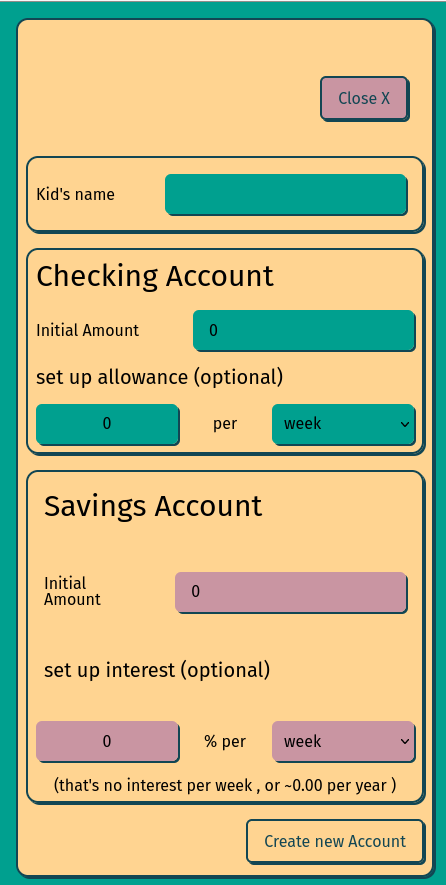 Close X
Kid's name
Checking Account
Initial Amount 0
set up allowance (optional)
0 per week
Savings Account
Initial
Amount
0
set up interest (optional)
0 % per week
(that's no interest per week , or ~0.00 per year )
Create new Account